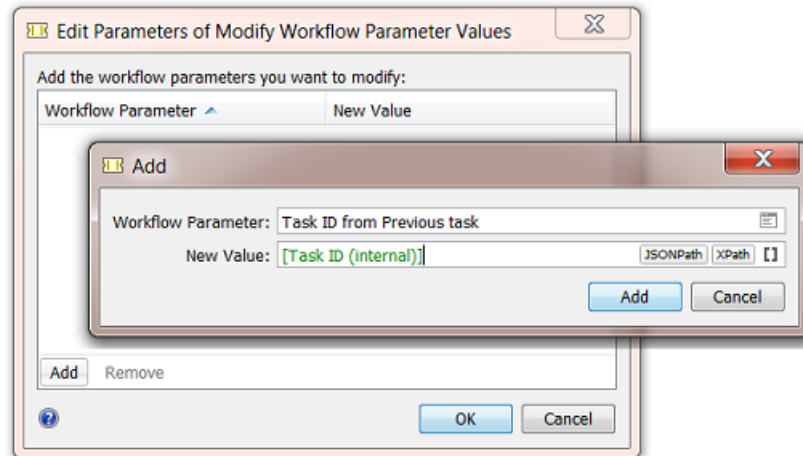 Edit Parameters of Modify Workflow Parameter Values
Add the workflow parameters you want to modify:
Workflow Parameter New Value
Add
Workflow Parameter: Task ID from Previous task
New Value: [Task ID (internal)] JSONPath XPath []
Add Cancel
Add Remove
OK Cancel